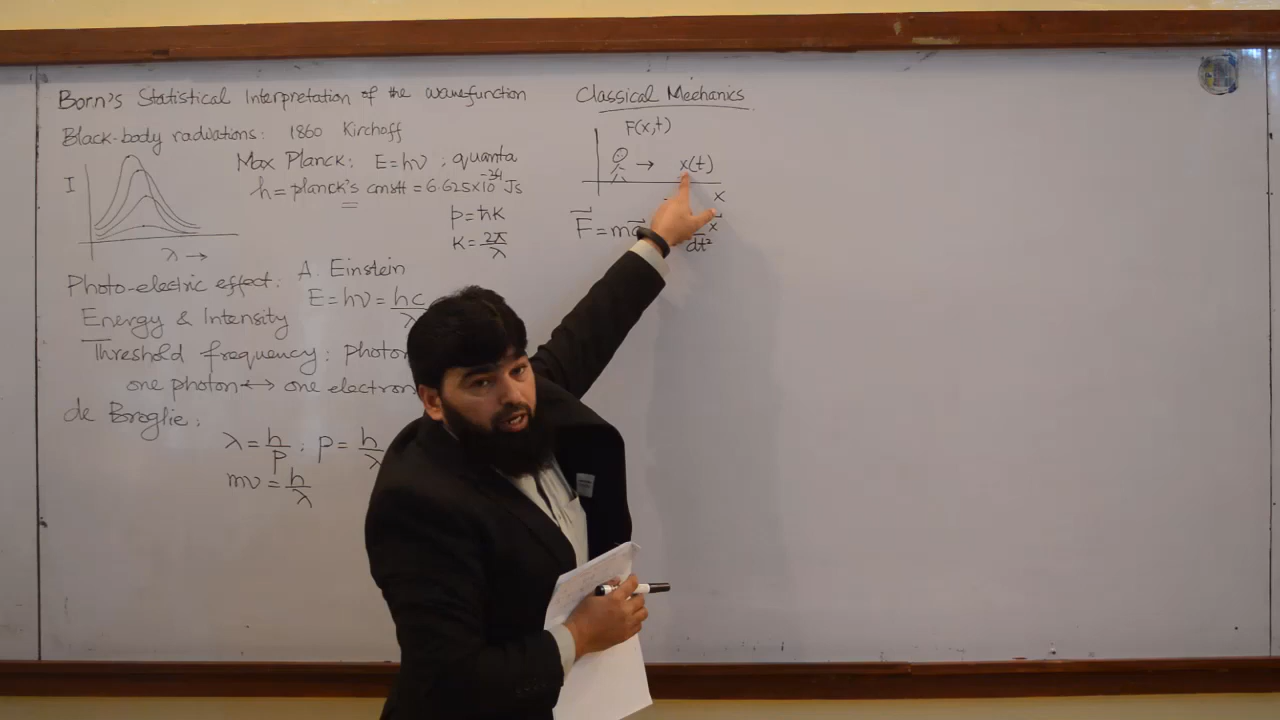 Born's Statistical Interpretation of the wavefunction
Black-body radiations: 1860 Kirchoff
I
λ →
Max Planck: E=hν ; quanta
h = planck's constt = 6.625×10⁻³⁴ Js
p=ħK
K=2π/λ
Photo-electric effect: A. Einstein
E=hν=hc/λ
Energy & Intensity
Threshold frequency: photon
one photon ↔ one electron
de Broglie:
λ=h/p ; p=h/λ
mv=h/λ
Classical Mechanics
F(x,t)
→ x(t)
x
F⃗=ma⃗
x
dt²